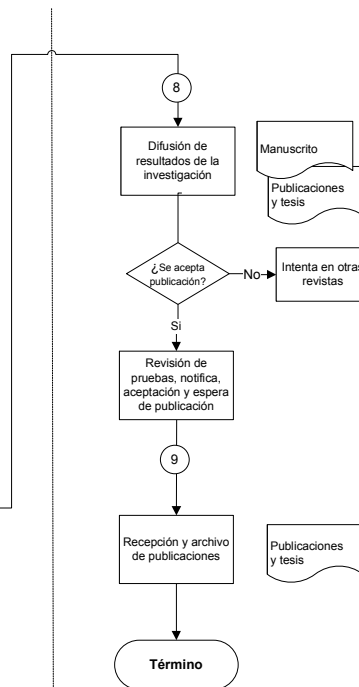 8
Difusión de
resultados de la
investigación
Manuscrito
Publicaciones
y tesis
¿Se acepta
publicación?
No
Intenta en otras
revistas
Si
Revisión de
pruebas, notifica,
aceptación y espera
de publicación
9
Recepción y archivo
de publicaciones
Publicaciones
y tesis
Término